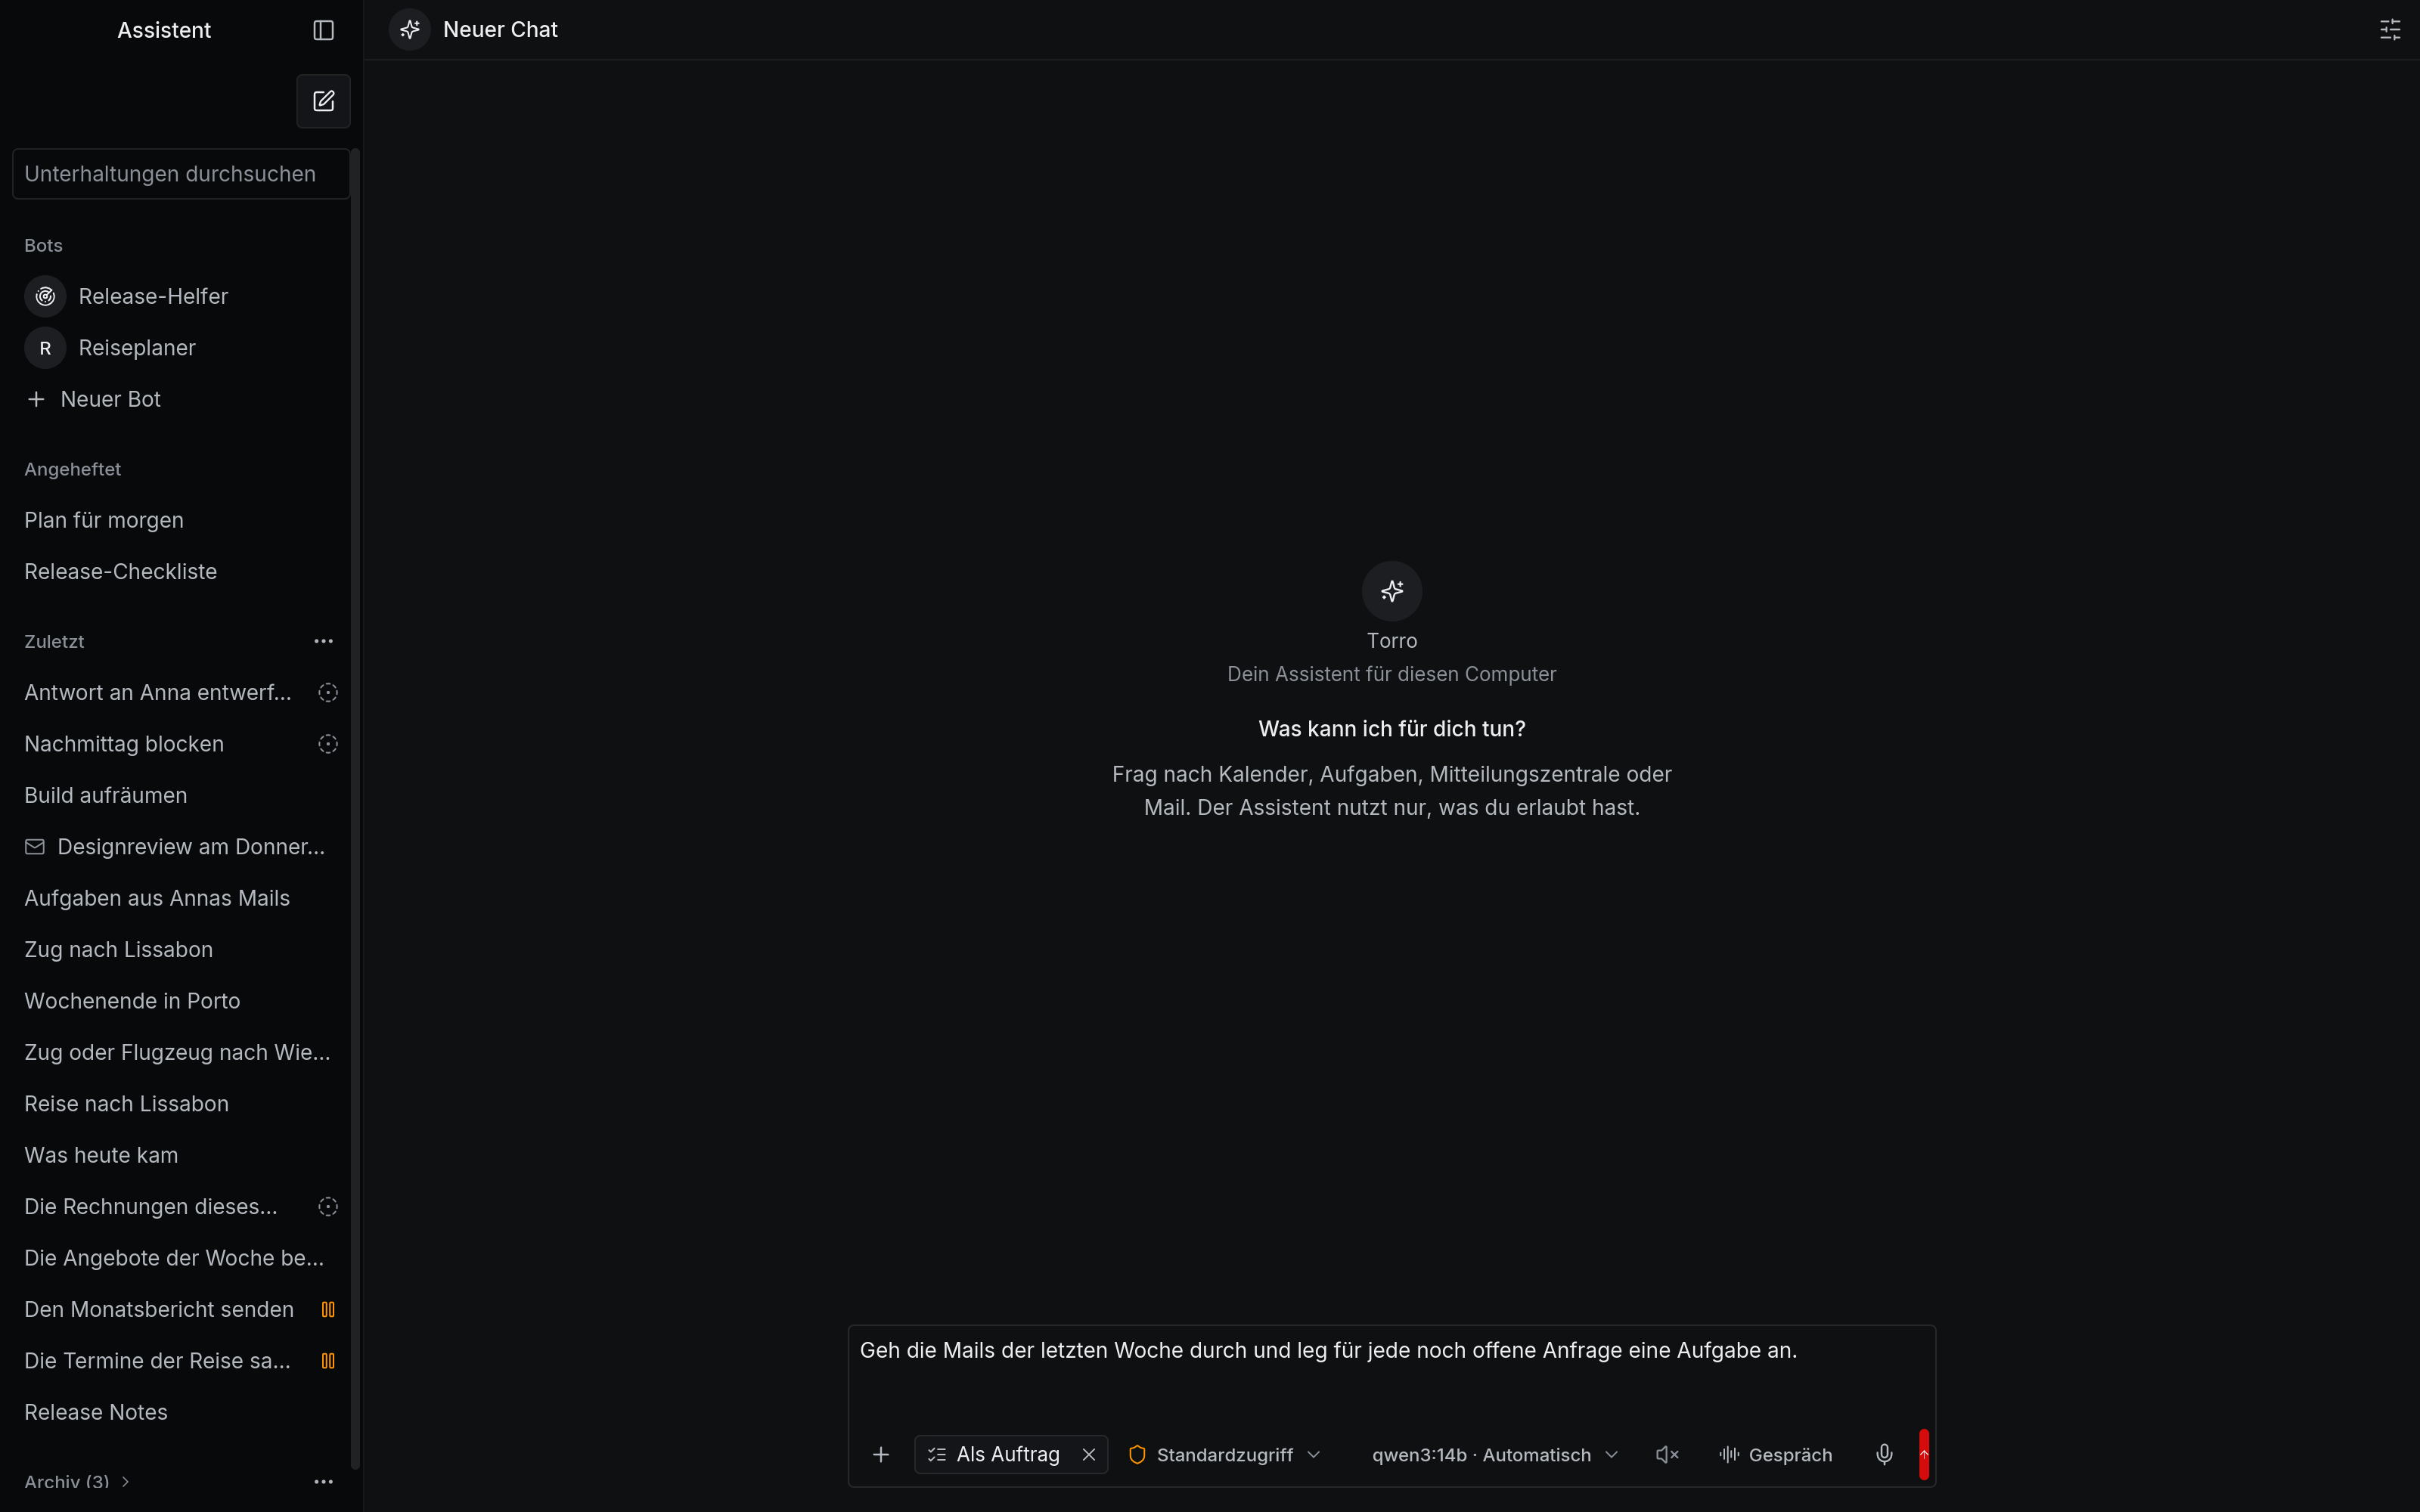 Assistent
Neuer Chat
Unterhaltungen durchsuchen
Bots
Release-Helfer
R
Reiseplaner
Neuer Bot
Angeheftet
Plan für morgen
Release-Checkliste
Zuletzt
Antwort an Anna entwerf...
Nachmittag blocken
Build aufräumen
Designreview am Donner...
Aufgaben aus Annas Mails
Zug nach Lissabon
Wochenende in Porto
Zug oder Flugzeug nach Wie...
Reise nach Lissabon
Was heute kam
Die Rechnungen dieses...
Die Angebote der Woche be...
Den Monatsbericht senden
Die Termine der Reise sa...
Release Notes
Archiv (3)
Torro
Dein Assistent für diesen Computer
Was kann ich für dich tun?
Frag nach Kalender, Aufgaben, Mitteilungszentrale oder
Mail. Der Assistent nutzt nur, was du erlaubt hast.
Geh die Mails der letzten Woche durch und leg für jede noch offene Anfrage eine Aufgabe an.
Als Auftrag
Standardzugriff
qwen3:14b · Automatisch
Gespräch